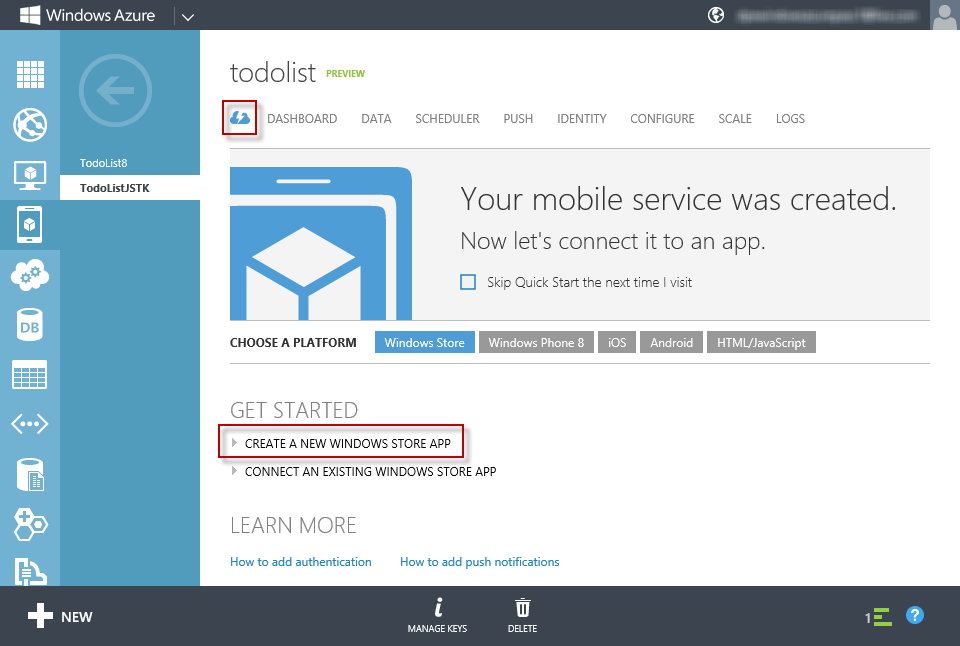 Windows Azure
todolist PREVIEW
DASHBOARD DATA SCHEDULER PUSH IDENTITY CONFIGURE SCALE LOGS
TodoList8
TodoListJSTK
Your mobile service was created.
Now let's connect it to an app.
Skip Quick Start the next time I visit
DB
CHOOSE A PLATFORM Windows Store Windows Phone 8 iOS Android HTML/JavaScript
GET STARTED
CREATE A NEW WINDOWS STORE APP
CONNECT AN EXISTING WINDOWS STORE APP
LEARN MORE
How to add authentication How to add push notifications
NEW
MANAGE KEYS
DELETE
1
?